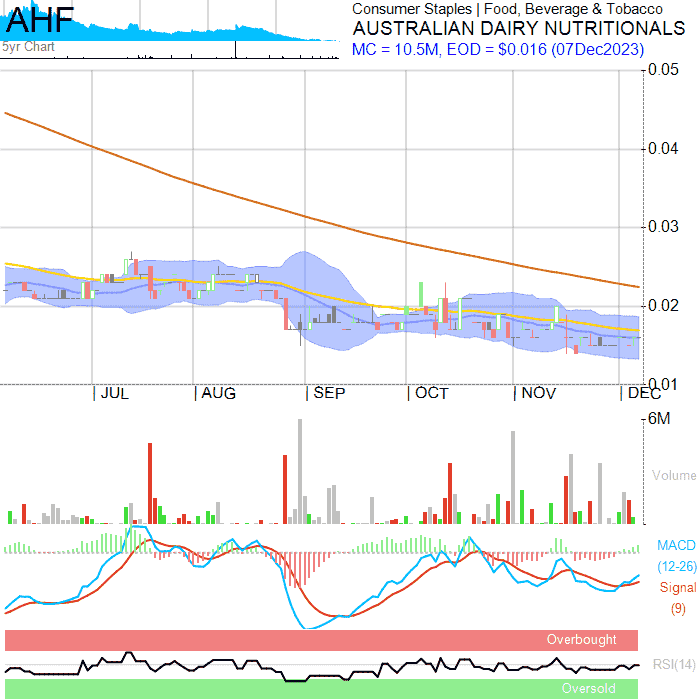 AHF
5yr Chart
Consumer Staples | Food, Beverage & Tobacco
AUSTRALIAN DAIRY NUTRITIONALS
MC = 10.5M, EOD = $0.016 (07Dec2023)
0.05
0.04
0.03
0.02
0.01
JUL
AUG
SEP
OCT
NOV
DEC
6M
Volume
MACD
(12-26)
Signal
(9)
Overbought
RSI(14)
Oversold